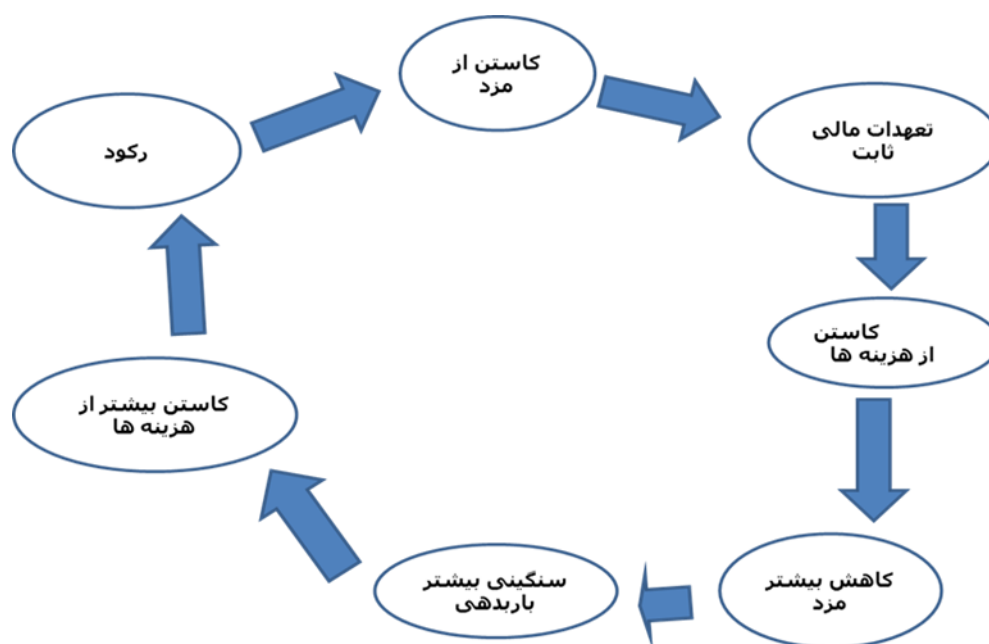 کاستن از
مزد
تعهدات مالی
ثابت
کاستن
از هزینه ها
کاهش بیشتر
مزد
سنگینی بیشتر
باربدهی
کاستن بیشتر از
هزینه ها
رکود